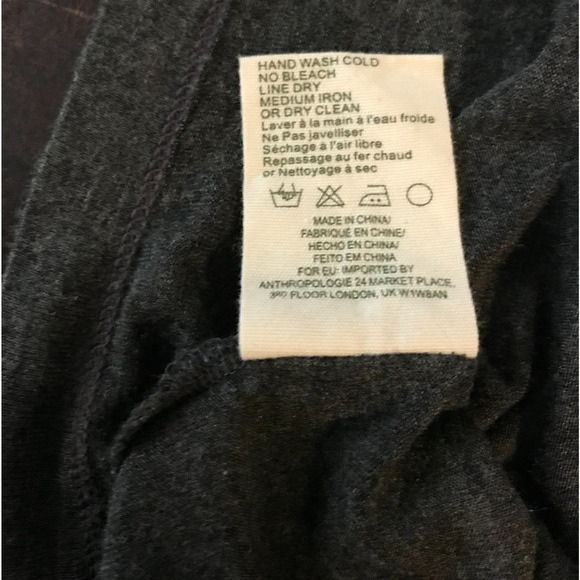 HAND WASH COLD
NO BLEACH
LINE DRY
MEDIUM IRON
OR DRY CLEAN
Laver à la main à l'eau froide
Ne Pas javelliser
Séchage à l'air libre
Repassage au fer chaud
or Nettoyage à sec
MADE IN CHINA/
FABRIQUE EN CHINE/
HECHO EN CHINA/
FEITO EM CHINA
FOR EU: IMPORTED BY
ANTHROPOLOGIE 24 MARKET PLACE,
3RD FLOOR LONDON, UK W1W8AN